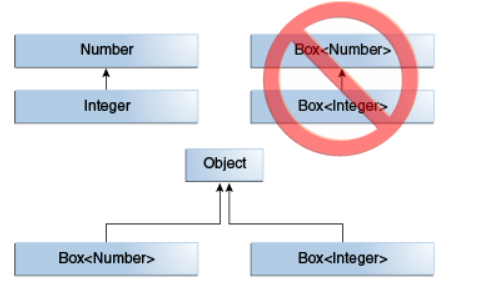 Number
Box<Number>
Integer
Box<Integer>
Object
Box<Number>
Box<Integer>